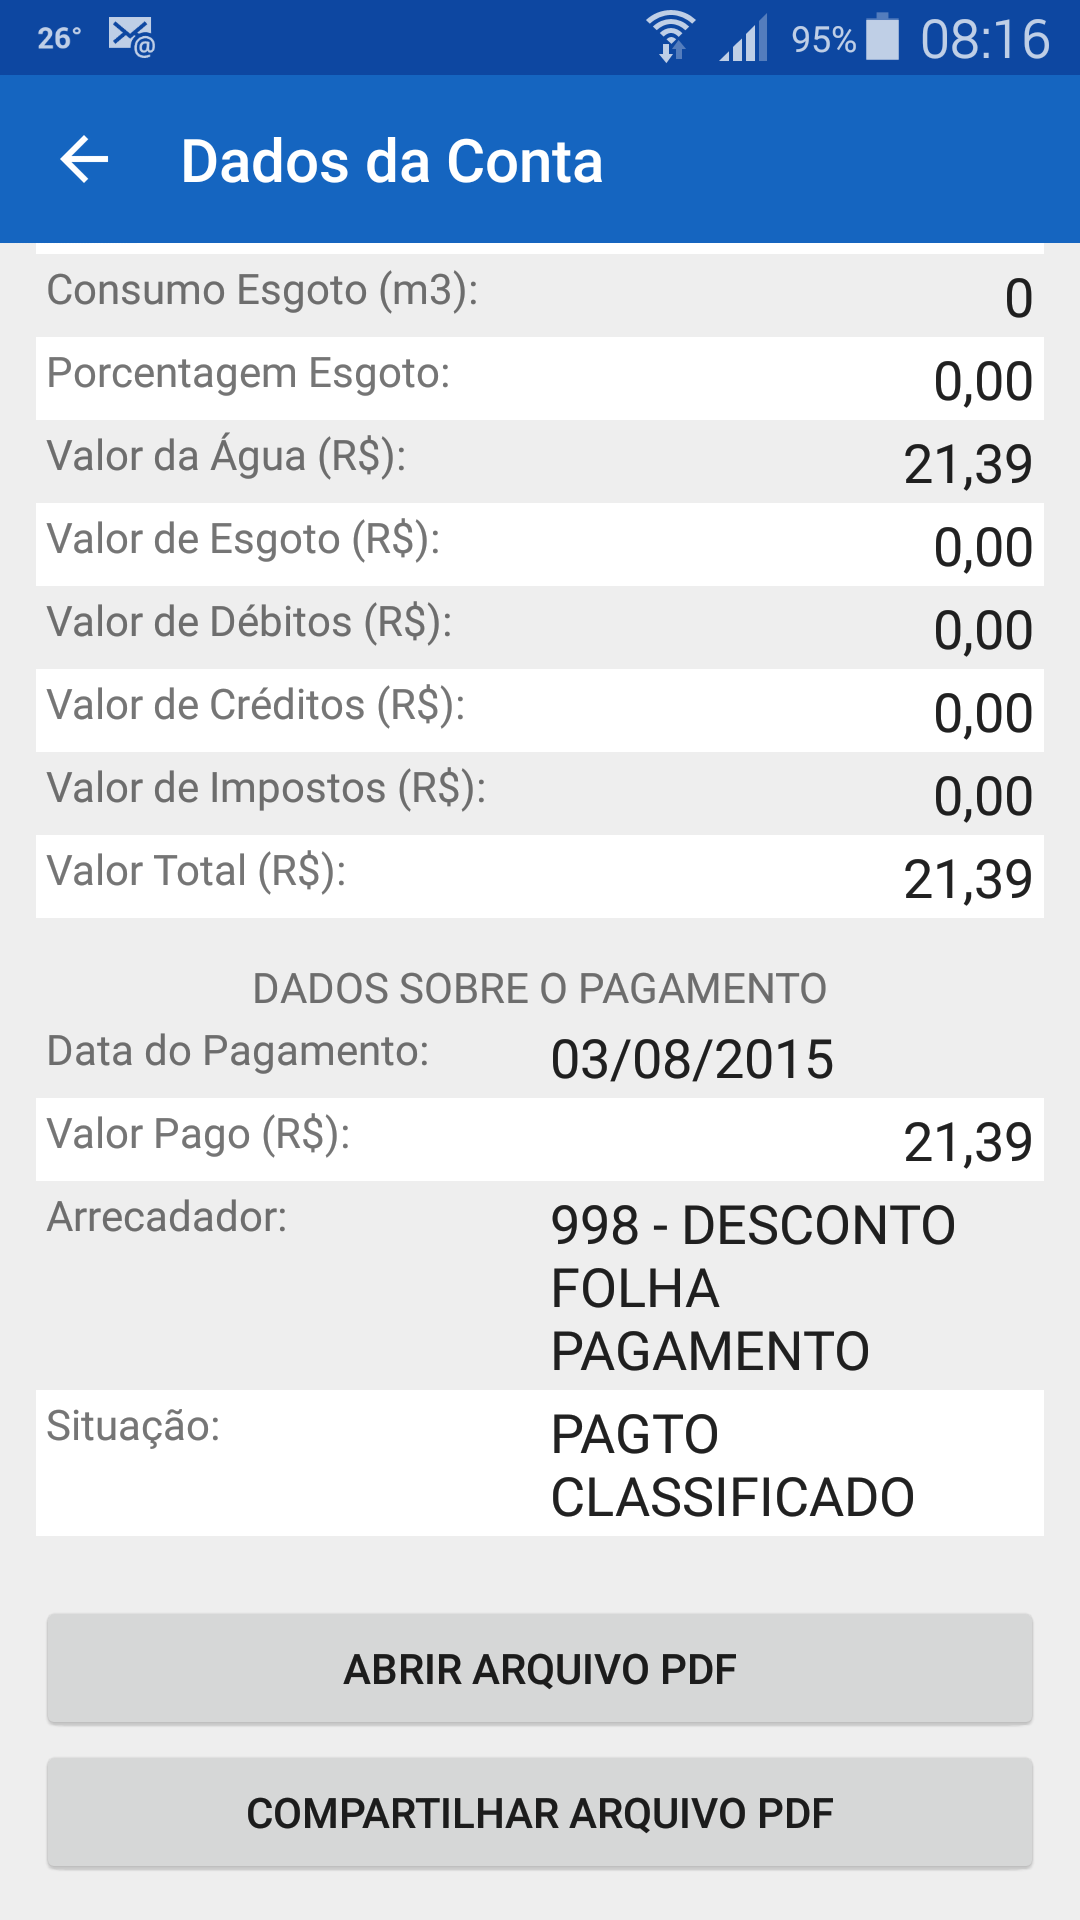 26° 95% 08:16
Dados da Conta
Consumo Esgoto (m3): 0
Porcentagem Esgoto: 0,00
Valor da Água (R$): 21,39
Valor de Esgoto (R$): 0,00
Valor de Débitos (R$): 0,00
Valor de Créditos (R$): 0,00
Valor de Impostos (R$): 0,00
Valor Total (R$): 21,39
DADOS SOBRE O PAGAMENTO
Data do Pagamento: 03/08/2015
Valor Pago (R$): 21,39
Arrecadador: 998 - DESCONTO
FOLHA
PAGAMENTO
Situação: PAGTO
CLASSIFICADO
ABRIR ARQUIVO PDF
COMPARTILHAR ARQUIVO PDF